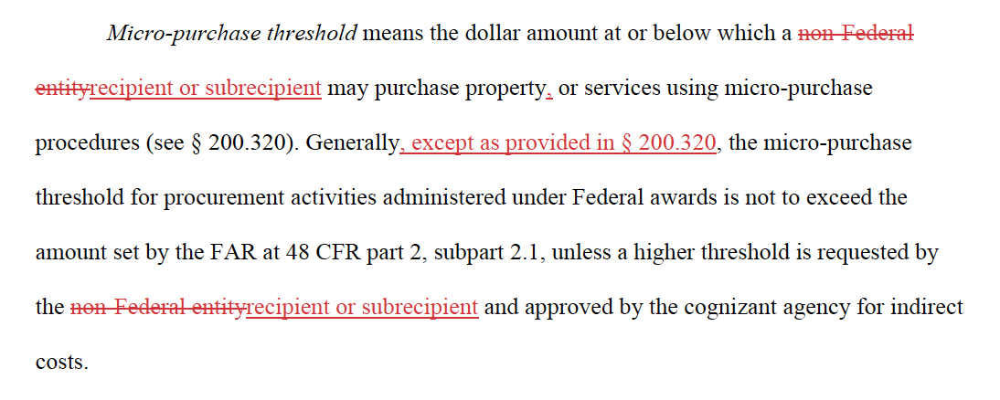 Micro-purchase threshold means the dollar amount at or below which a non-Federal
entityrecipient or subrecipient may purchase property, or services using micro-purchase
procedures (see § 200.320). Generally, except as provided in § 200.320, the micro-purchase
threshold for procurement activities administered under Federal awards is not to exceed the
amount set by the FAR at 48 CFR part 2, subpart 2.1, unless a higher threshold is requested by
the non-Federal entityrecipient or subrecipient and approved by the cognizant agency for indirect
costs.